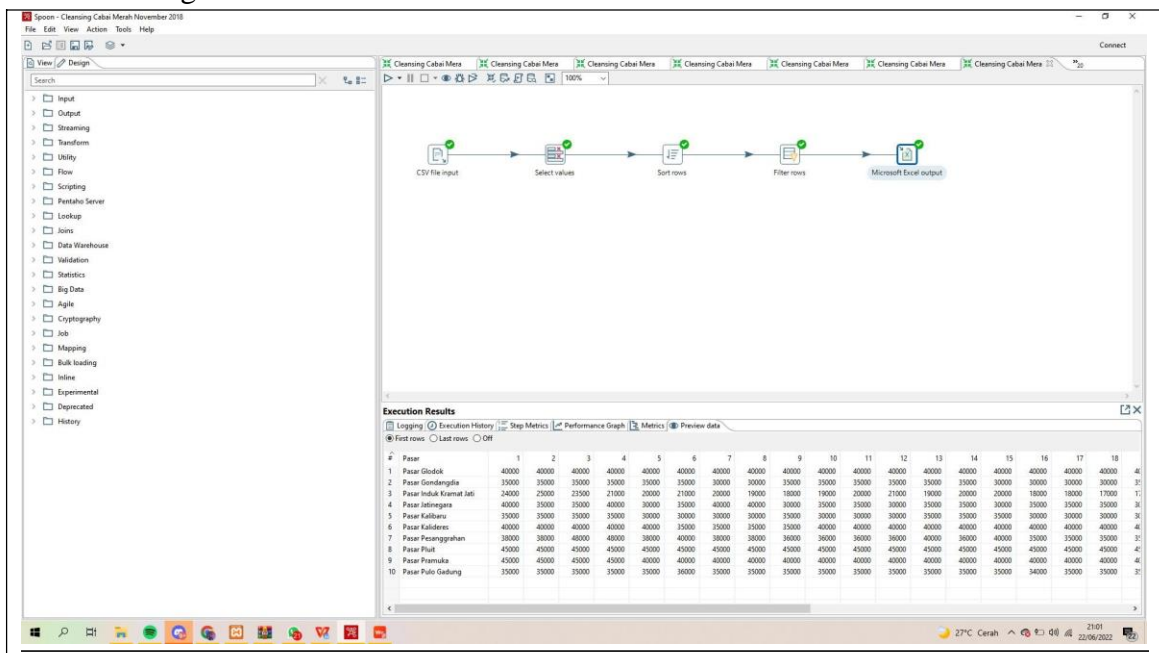 Spoon - Cleansing Cabai Merah November 2018
File Edit View Action Tools Help
Connect
View Design
Search
Input
Output
Streaming
Transform
Utility
Flow
Scripting
Pentaho Server
Lookup
Joins
Data Warehouse
Validation
Statistics
Big Data
Agile
Cryptography
Job
Mapping
Bulk loading
Inline
Experimental
Deprecated
History
Cleansing Cabai Mera Cleansing Cabai Mera Cleansing Cabai Mera Cleansing Cabai Mera Cleansing Cabai Mera Cleansing Cabai Mera Cleansing Cabai Mera 20
100%
CSV file input Select values Sort rows Filter rows Microsoft Excel output
Execution Results
Logging Execution History Step Metrics Performance Graph Metrics Preview data
First rows Last rows Off
# Pasar 1 2 3 4 5 6 7 8 9 10 11 12 13 14 15 16 17 18
1 Pasar Glodok 40000 40000 40000 40000 40000 40000 40000 40000 40000 40000 40000 40000 40000 40000 40000 40000 40000 40000
2 Pasar Gondangdia 35000 35000 35000 35000 35000 35000 30000 30000 35000 35000 35000 35000 35000 35000 30000 30000 30000 30000
3 Pasar Induk Kramat Jati 24000 25000 23500 21000 20000 21000 20000 19000 18000 19000 20000 21000 19000 20000 20000 18000 18000 17000
4 Pasar Jatinegara 40000 35000 35000 40000 30000 35000 40000 40000 30000 35000 35000 30000 35000 30000 30000 35000 35000 35000
5 Pasar Kalibaru 35000 35000 35000 35000 30000 30000 30000 30000 35000 30000 30000 30000 35000 35000 35000 30000 30000 30000
6 Pasar Kalideres 40000 40000 40000 40000 40000 35000 35000 35000 35000 40000 40000 40000 40000 40000 40000 40000 40000 40000
7 Pasar Pesanggrahan 38000 38000 48000 48000 38000 40000 38000 38000 36000 36000 36000 36000 40000 36000 40000 35000 35000 35000
8 Pasar Pluit 45000 45000 45000 45000 45000 45000 45000 45000 45000 45000 45000 45000 45000 45000 45000 45000 45000 45000
9 Pasar Pramuka 45000 45000 45000 45000 40000 40000 40000 40000 40000 40000 40000 40000 40000 40000 40000 40000 40000 40000
10 Pasar Pulo Gadung 35000 35000 35000 35000 35000 36000 35000 35000 35000 35000 35000 35000 35000 35000 35000 34000 35000 35000
27°C Cerah
21:01
22/06/2022